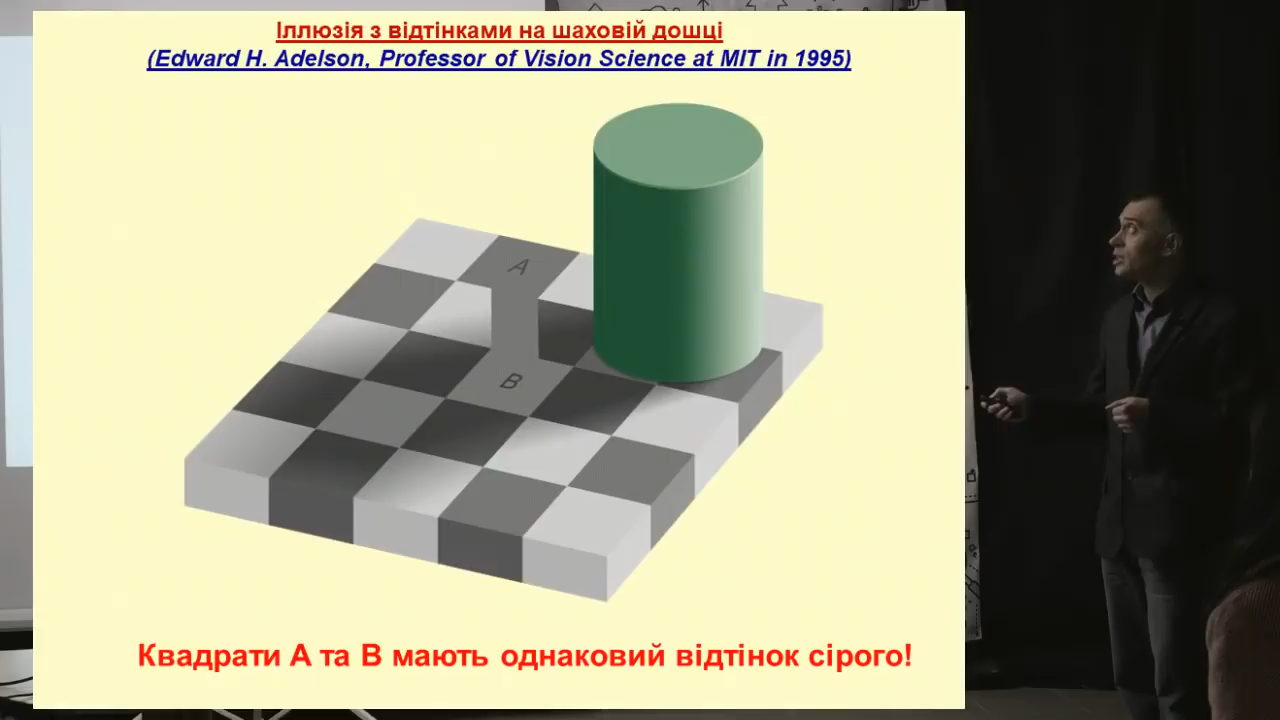 Іллюзія з відтінками на шаховій дошці
(Edward H. Adelson, Professor of Vision Science at MIT in 1995)
A
B
Квадрати А та В мають однаковий відтінок сірого!